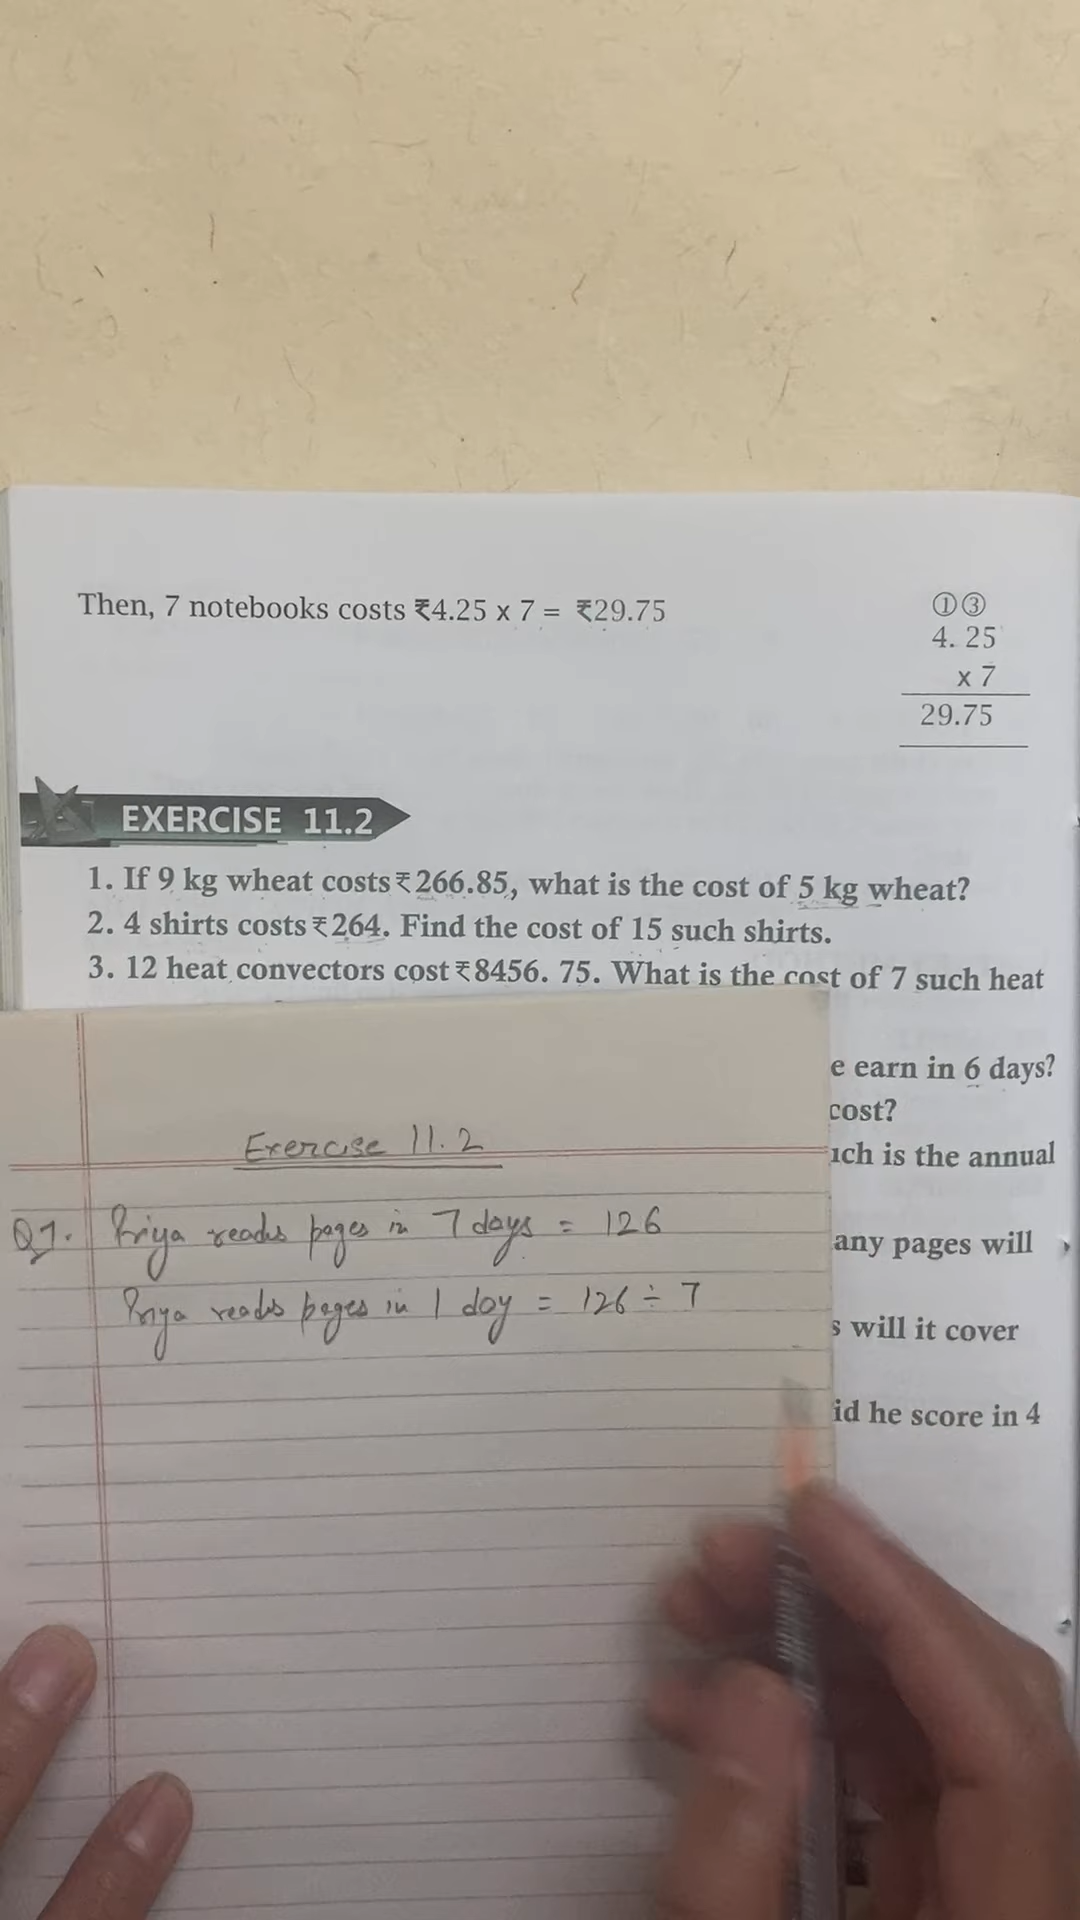 Then, 7 notebooks costs ₹4.25 x 7 = ₹29.75
①③
4. 25
x 7
29.75
EXERCISE 11.2
1. If 9 kg wheat costs ₹266.85, what is the cost of 5 kg wheat?
2. 4 shirts costs ₹264. Find the cost of 15 such shirts.
3. 12 heat convectors cost ₹8456. 75. What is the cost of 7 such heat
e earn in 6 days?
cost?
uch is the annual
any pages will
s will it cover
id he score in 4
Exercise 11.2
Q7. Priya reads pages in 7 days = 126
Priya reads pages in 1 day = 126 ÷ 7